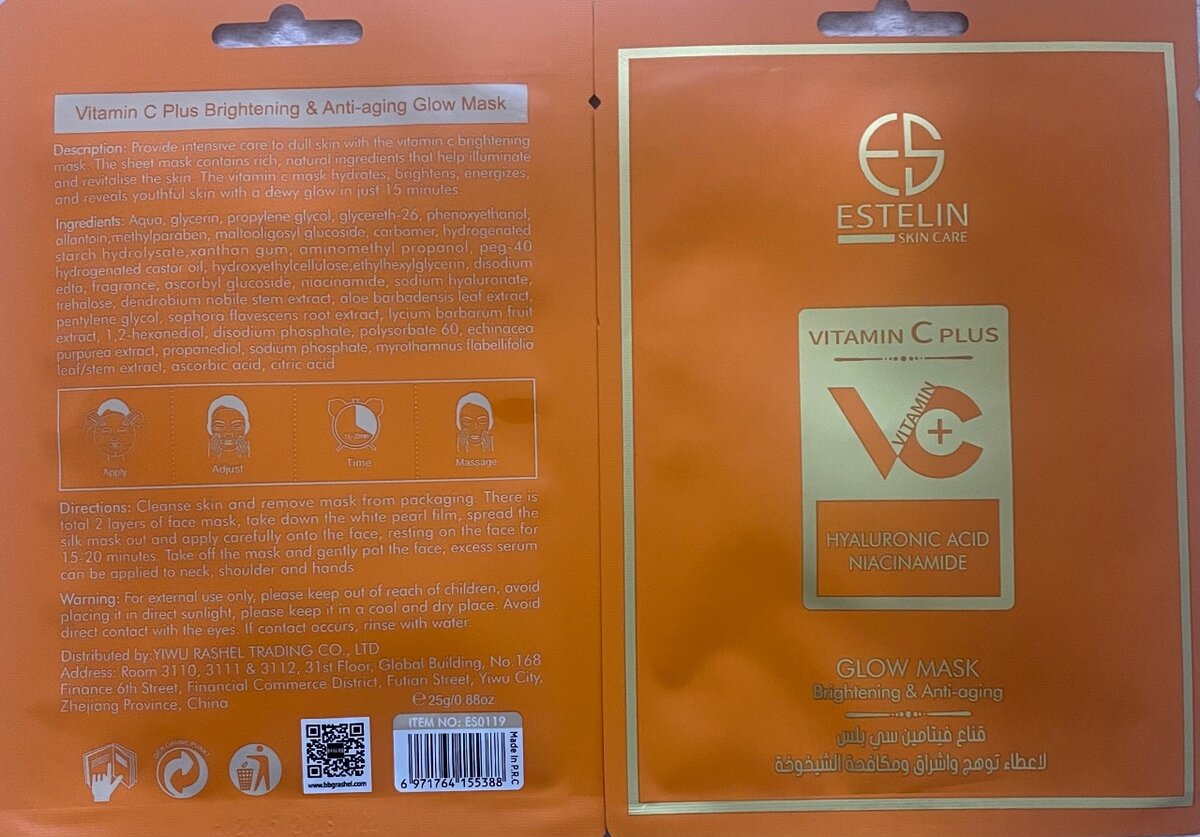 Vitamin C Plus Brightening & Anti-aging Glow Mask
Description: Provide intensive care to dull skin with the vitamin c brightening
mask. The sheet mask contains rich, natural ingredients that help illuminate
and revitalise the skin. The vitamin c mask hydrates, brightens, energizes,
and reveals youthful skin with a dewy glow in just 15 minutes.
Ingredients: Aqua, glycerin, propylene glycol, glycereth-26, phenoxyethanol,
allantoin,methylparaben, maltooligosyl glucoside, carbomer, hydrogenated
starch hydrolysate,xanthan gum, aminomethyl propanol, peg-40
hydrogenated castor oil, hydroxyethylcellulose,ethylhexylglycerin, disodium
edta, fragrance, ascorbyl glucoside, niacinamide, sodium hyaluronate,
trehalose, dendrobium nobile stem extract, aloe barbadensis leaf extract,
pentylene glycol, sophora flavescens root extract, lycium barbarum fruit
extract, 1,2-hexanediol, disodium phosphate, polysorbate 60, echinacea
purpurea extract, propanediol, sodium phosphate, myrothamnus flabellifolia
leaf/stem extract, ascorbic acid, citric acid
15-20min
Apply
Adjust
Time
Massage
Directions: Cleanse skin and remove mask from packaging. There is
total 2 layers of face mask, take down the white pearl film, spread the
silk mask out and apply carefully onto the face, resting on the face for
15-20 minutes. Take off the mask and gently pat the face, excess serum
can be applied to neck, shoulder and hands
Warning: For external use only, please keep out of reach of children, avoid
placing it in direct sunlight, please keep it in a cool and dry place. Avoid
direct contact with the eyes. If contact occurs, rinse with water.
Distributed by:YIWU RASHEL TRADING CO., LTD
Address: Room 3110, 3111 & 3112, 31st Floor, Global Building, No.168
Finance 6th Street, Financial Commerce District, Futian Street, Yiwu City,
Zhejiang Province, China
℮25g/0.88oz
ITEM NO: ES0119
Made In P.R.C
6 971764 155388
www.bbgrashel.com
DER GRÜNE PUNKT
ES
ESTELIN
SKIN CARE
VITAMIN C PLUS
VITAMIN
VC+
HYALURONIC ACID
NIACINAMIDE
GLOW MASK
Brightening & Anti-aging
قناع فيتامين سي بلس
لاعطاء توهج واشراق ومكافحة الشيخوخة